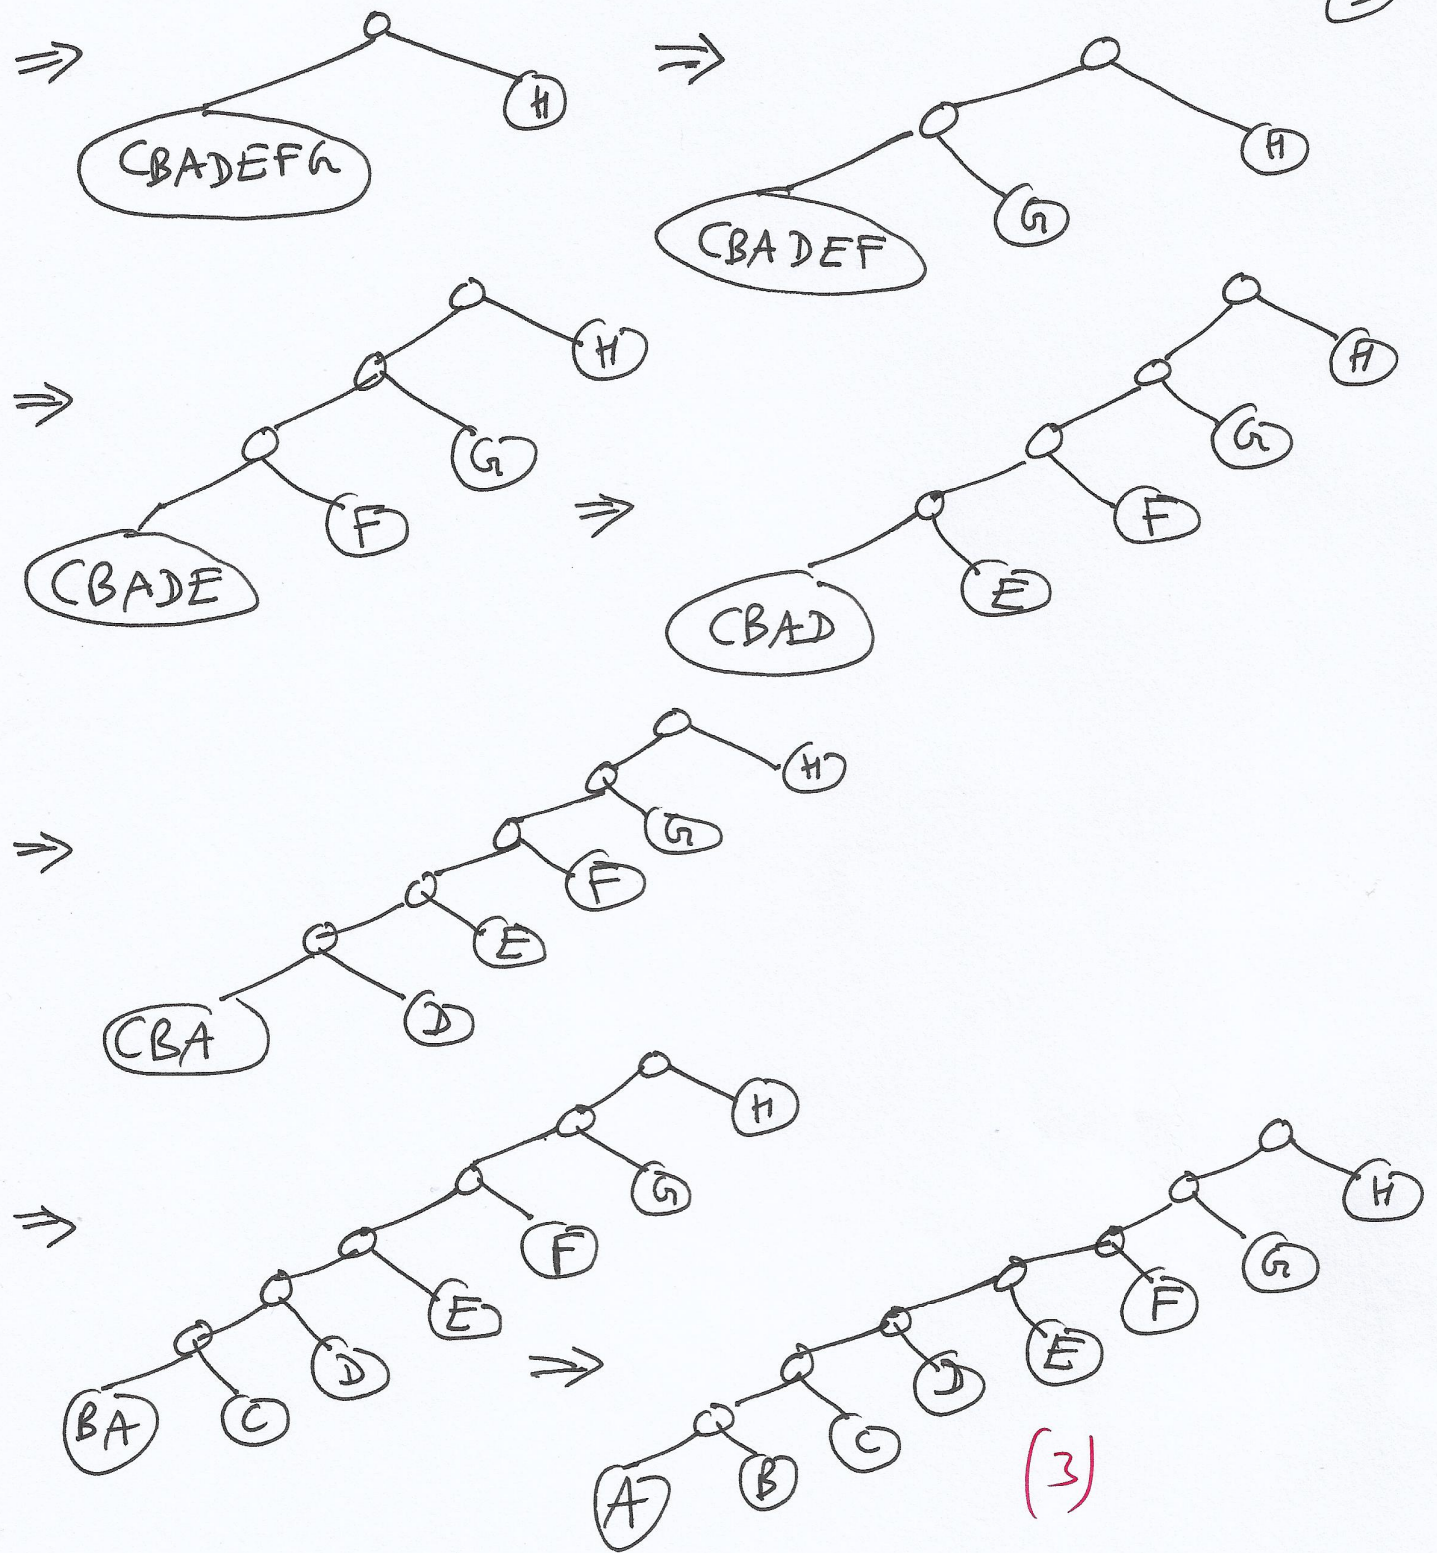 ⇒ H ⇒
CBADEFG H
G
CBADEF
H H
⇒ G G
F ⇒ F
CBADE E
CBAD
H
⇒ G
F
E
CBA D
H
H
⇒ G
F G
E F
D ⇒ E
BA C D
C
A B (3)